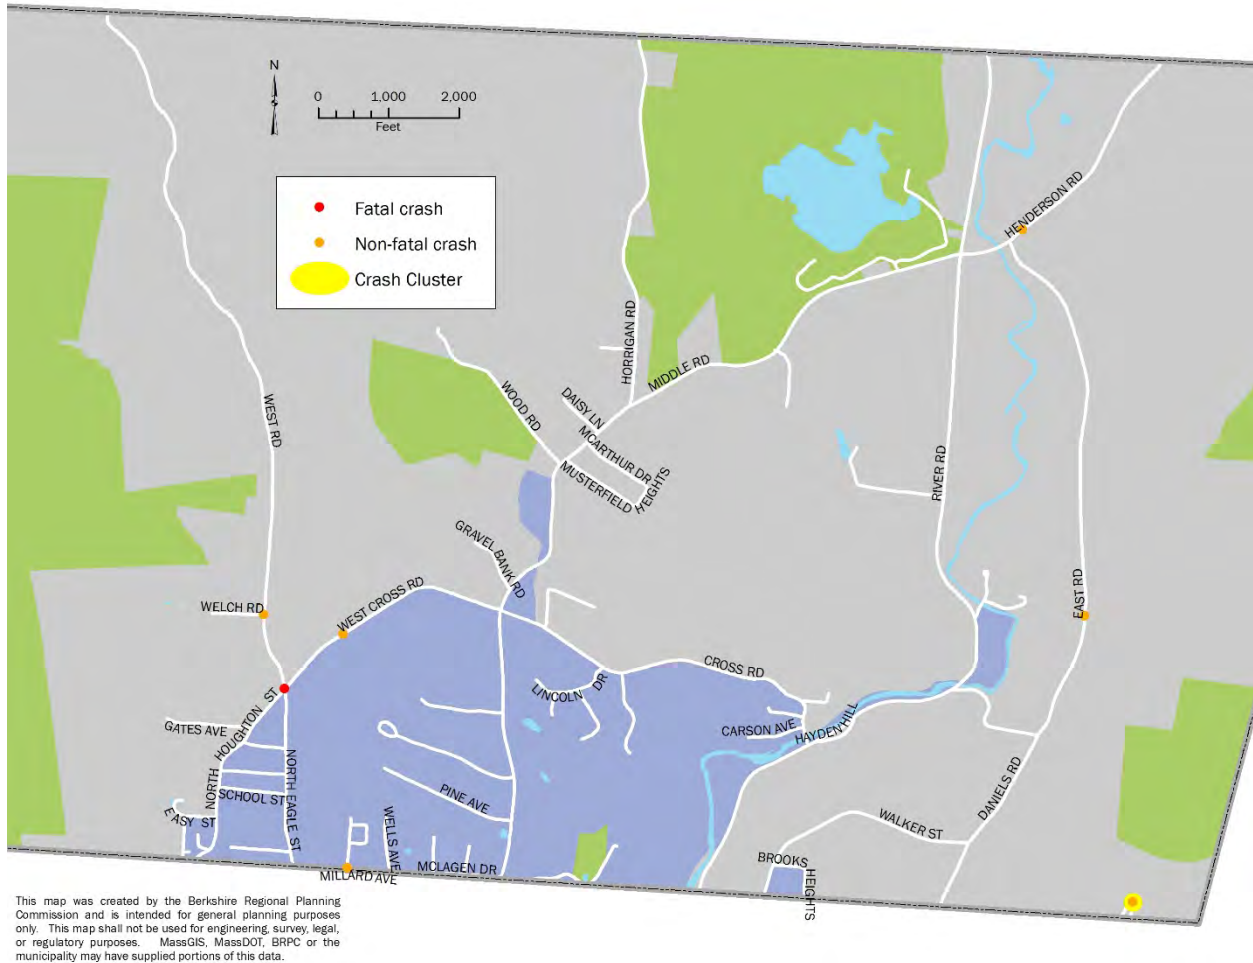 N
0 1,000 2,000
Feet
Fatal crash
Non-fatal crash
Crash Cluster
HENDERSON RD
HORRIGAN RD
MIDDLE RD
WEST RD
WOOD RD
DAISY LN
MCARTHUR DR
MUSTERFIELD
HEIGHTS
RIVER RD
GRAVEL BANK RD
WELCH RD
WEST CROSS RD
EAST RD
CROSS RD
LINCOLN DR
GATES AVE
NORTH HOUGHTON ST
CARSON AVE
HAYDEN HILL
NORTH EAGLE ST
SCHOOL ST
EASY ST
PINE AVE
WELLS AVE
DANIELS RD
WALKER ST
MCLAGEN DR
MILLARD AVE
BROOKS
HEIGHTS
This map was created by the Berkshire Regional Planning
Commission and is intended for general planning purposes
only. This map shall not be used for engineering, survey, legal,
or regulatory purposes. MassGIS, MassDOT, BRPC or the
municipality may have supplied portions of this data.